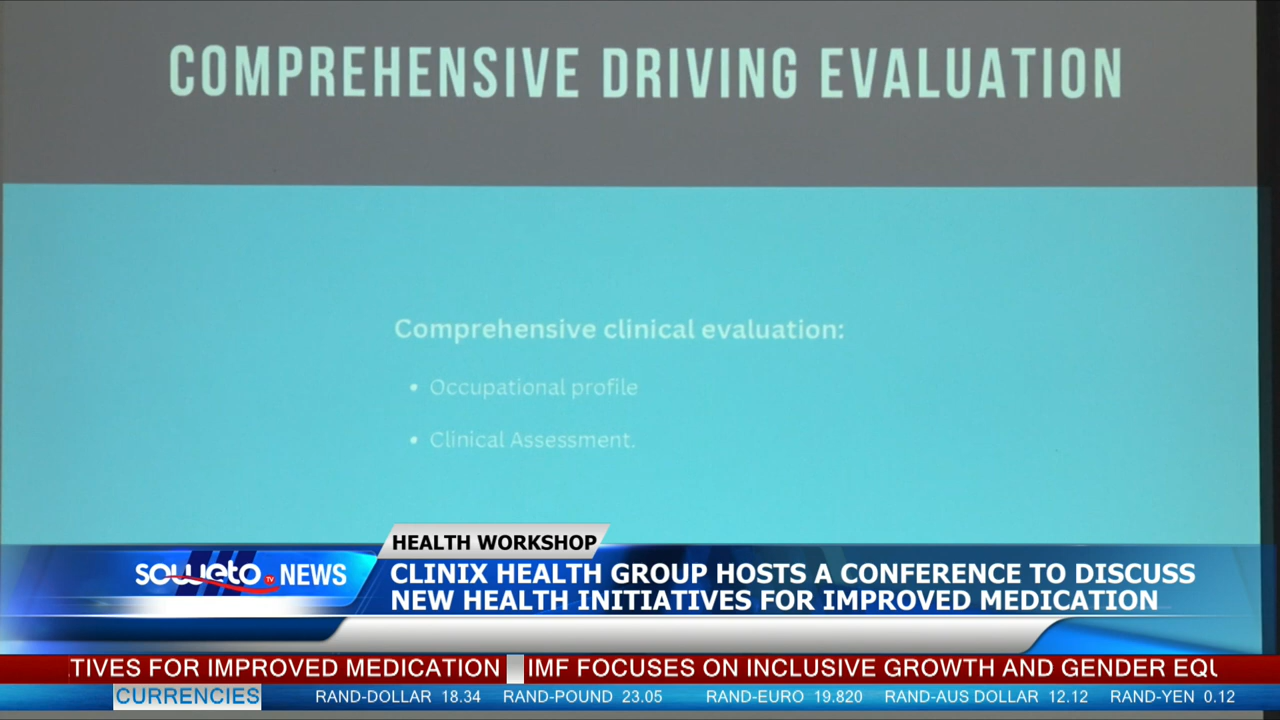 COMPREHENSIVE DRIVING EVALUATION
Comprehensive clinical evaluation:
• Occupational profile
• Clinical Assessment.
HEALTH WORKSHOP
soweto TV NEWS
CLINIX HEALTH GROUP HOSTS A CONFERENCE TO DISCUSS
NEW HEALTH INITIATIVES FOR IMPROVED MEDICATION
TIVES FOR IMPROVED MEDICATION IMF FOCUSES ON INCLUSIVE GROWTH AND GENDER EQU
CURRENCIES RAND-DOLLAR 18.34 RAND-POUND 23.05 RAND-EURO 19.820 RAND-AUS DOLLAR 12.12 RAND-YEN 0.12